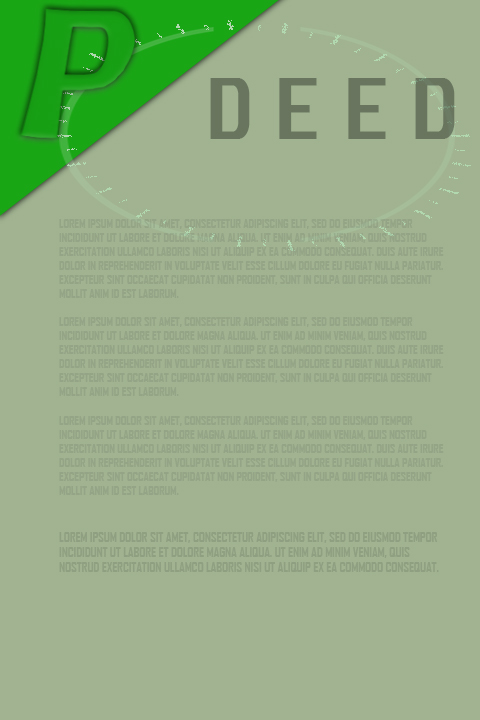 P
DEED
LOREM IPSUM DOLOR SIT AMET, CONSECTETUR ADIPISCING ELIT, SED DO EIUSMOD TEMPOR
INCIDIDUNT UT LABORE ET DOLORE MAGNA ALIQUA. UT ENIM AD MINIM VENIAM, QUIS NOSTRUD
EXERCITATION ULLAMCO LABORIS NISI UT ALIQUIP EX EA COMMODO CONSEQUAT. DUIS AUTE IRURE
DOLOR IN REPREHENDERIT IN VOLUPTATE VELIT ESSE CILLUM DOLORE EU FUGIAT NULLA PARIATUR.
EXCEPTEUR SINT OCCAECAT CUPIDATAT NON PROIDENT, SUNT IN CULPA QUI OFFICIA DESERUNT
MOLLIT ANIM ID EST LABORUM.
LOREM IPSUM DOLOR SIT AMET, CONSECTETUR ADIPISCING ELIT, SED DO EIUSMOD TEMPOR
INCIDIDUNT UT LABORE ET DOLORE MAGNA ALIQUA. UT ENIM AD MINIM VENIAM, QUIS NOSTRUD
EXERCITATION ULLAMCO LABORIS NISI UT ALIQUIP EX EA COMMODO CONSEQUAT. DUIS AUTE IRURE
DOLOR IN REPREHENDERIT IN VOLUPTATE VELIT ESSE CILLUM DOLORE EU FUGIAT NULLA PARIATUR.
EXCEPTEUR SINT OCCAECAT CUPIDATAT NON PROIDENT, SUNT IN CULPA QUI OFFICIA DESERUNT
MOLLIT ANIM ID EST LABORUM.
LOREM IPSUM DOLOR SIT AMET, CONSECTETUR ADIPISCING ELIT, SED DO EIUSMOD TEMPOR
INCIDIDUNT UT LABORE ET DOLORE MAGNA ALIQUA. UT ENIM AD MINIM VENIAM, QUIS NOSTRUD
EXERCITATION ULLAMCO LABORIS NISI UT ALIQUIP EX EA COMMODO CONSEQUAT. DUIS AUTE IRURE
DOLOR IN REPREHENDERIT IN VOLUPTATE VELIT ESSE CILLUM DOLORE EU FUGIAT NULLA PARIATUR.
EXCEPTEUR SINT OCCAECAT CUPIDATAT NON PROIDENT, SUNT IN CULPA QUI OFFICIA DESERUNT
MOLLIT ANIM ID EST LABORUM.
LOREM IPSUM DOLOR SIT AMET, CONSECTETUR ADIPISCING ELIT, SED DO EIUSMOD TEMPOR
INCIDIDUNT UT LABORE ET DOLORE MAGNA ALIQUA. UT ENIM AD MINIM VENIAM, QUIS
NOSTRUD EXERCITATION ULLAMCO LABORIS NISI UT ALIQUIP EX EA COMMODO CONSEQUAT.